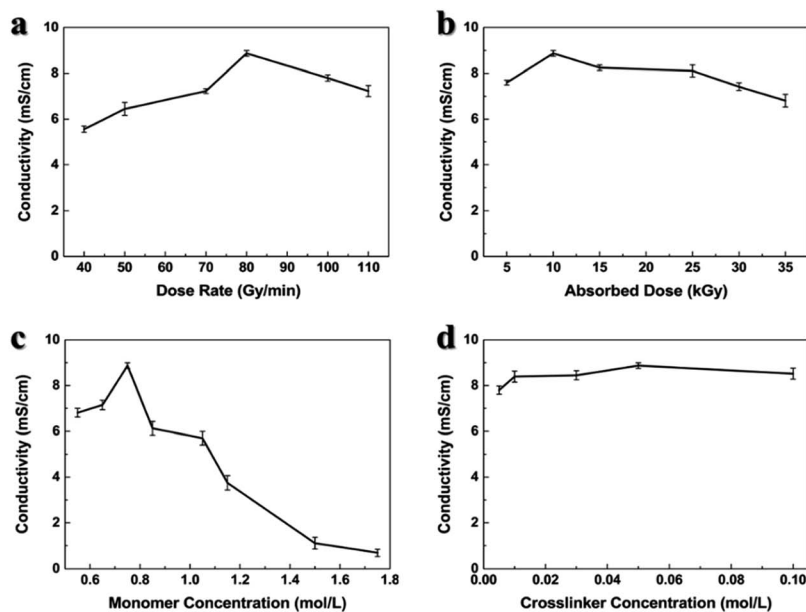 a
10
8
6
4
2
0
Conductivity (mS/cm)
40 50 60 70 80 90 100 110
Dose Rate (Gy/min)
b
10
8
6
4
2
0
Conductivity (mS/cm)
5 10 15 20 25 30 35
Absorbed Dose (kGy)
c
10
8
6
4
2
0
Conductivity (mS/cm)
0.6 0.8 1.0 1.2 1.4 1.6 1.8
Monomer Concentration (mol/L)
d
10
8
6
4
2
0
Conductivity (mS/cm)
0.00 0.02 0.04 0.06 0.08 0.10
Crosslinker Concentration (mol/L)